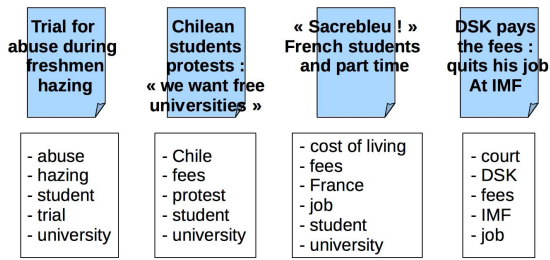 Trial for
abuse during
freshmen
hazing
Chilean
students
protests :
« we want free
universities »
« Sacrebleu ! »
French students
and part time
DSK pays
the fees :
quits his job
At IMF
- abuse
- hazing
- student
- trial
- university
- Chile
- fees
- protest
- student
- university
- cost of living
- fees
- France
- job
- student
- university
- court
- DSK
- fees
- IMF
- job